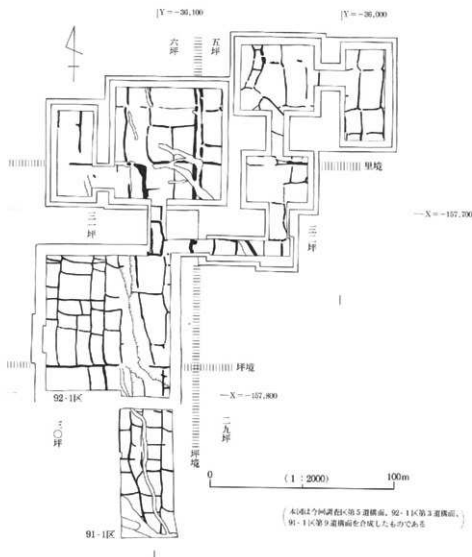 Y=-36,100
Y=-36,000
六坪
五坪
里境
X=-157,700
三一坪
三二坪
坪境
X=-157,800
92-1区
三〇坪
二九坪
坪境
91-1区
(1:2000)
0
100m
本図は今回調査区第5遺構面、92-1区第3遺構面、
91-1区第9遺構面を合成したものである